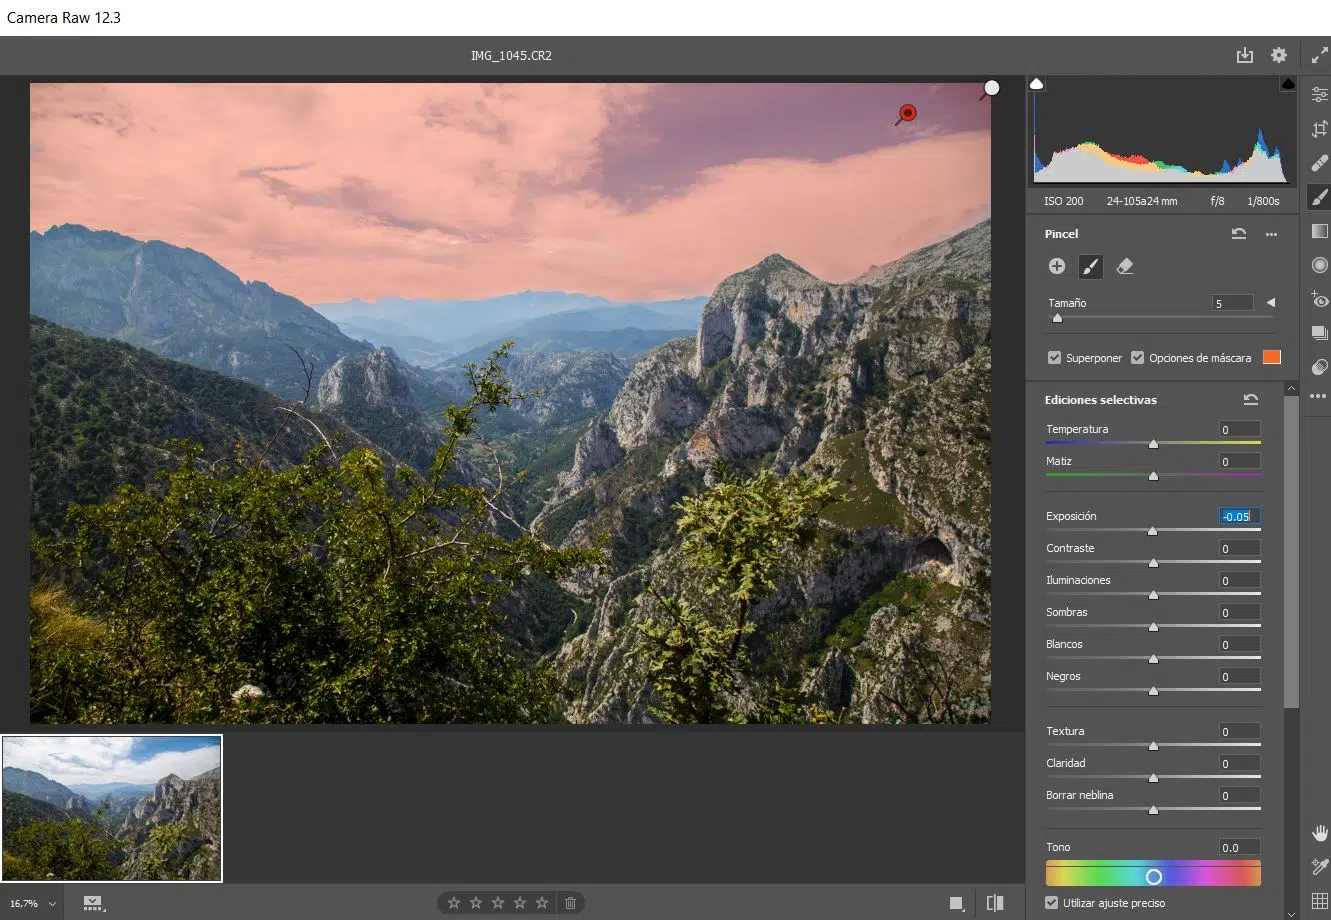 Camera Raw 12.3
IMG_1045.CR2
ISO 200 24-105a24 mm f/8 1/800s
Pincel
Tamaño 5
Superponer Opciones de máscara
Ediciones selectivas
Temperatura 0
Matiz 0
Exposición -0.05
Contraste 0
Iluminaciones 0
Sombras 0
Blancos 0
Negros 0
Textura 0
Claridad 0
Borrar neblina 0
Tono 0.0
Utilizar ajuste preciso
16,7%